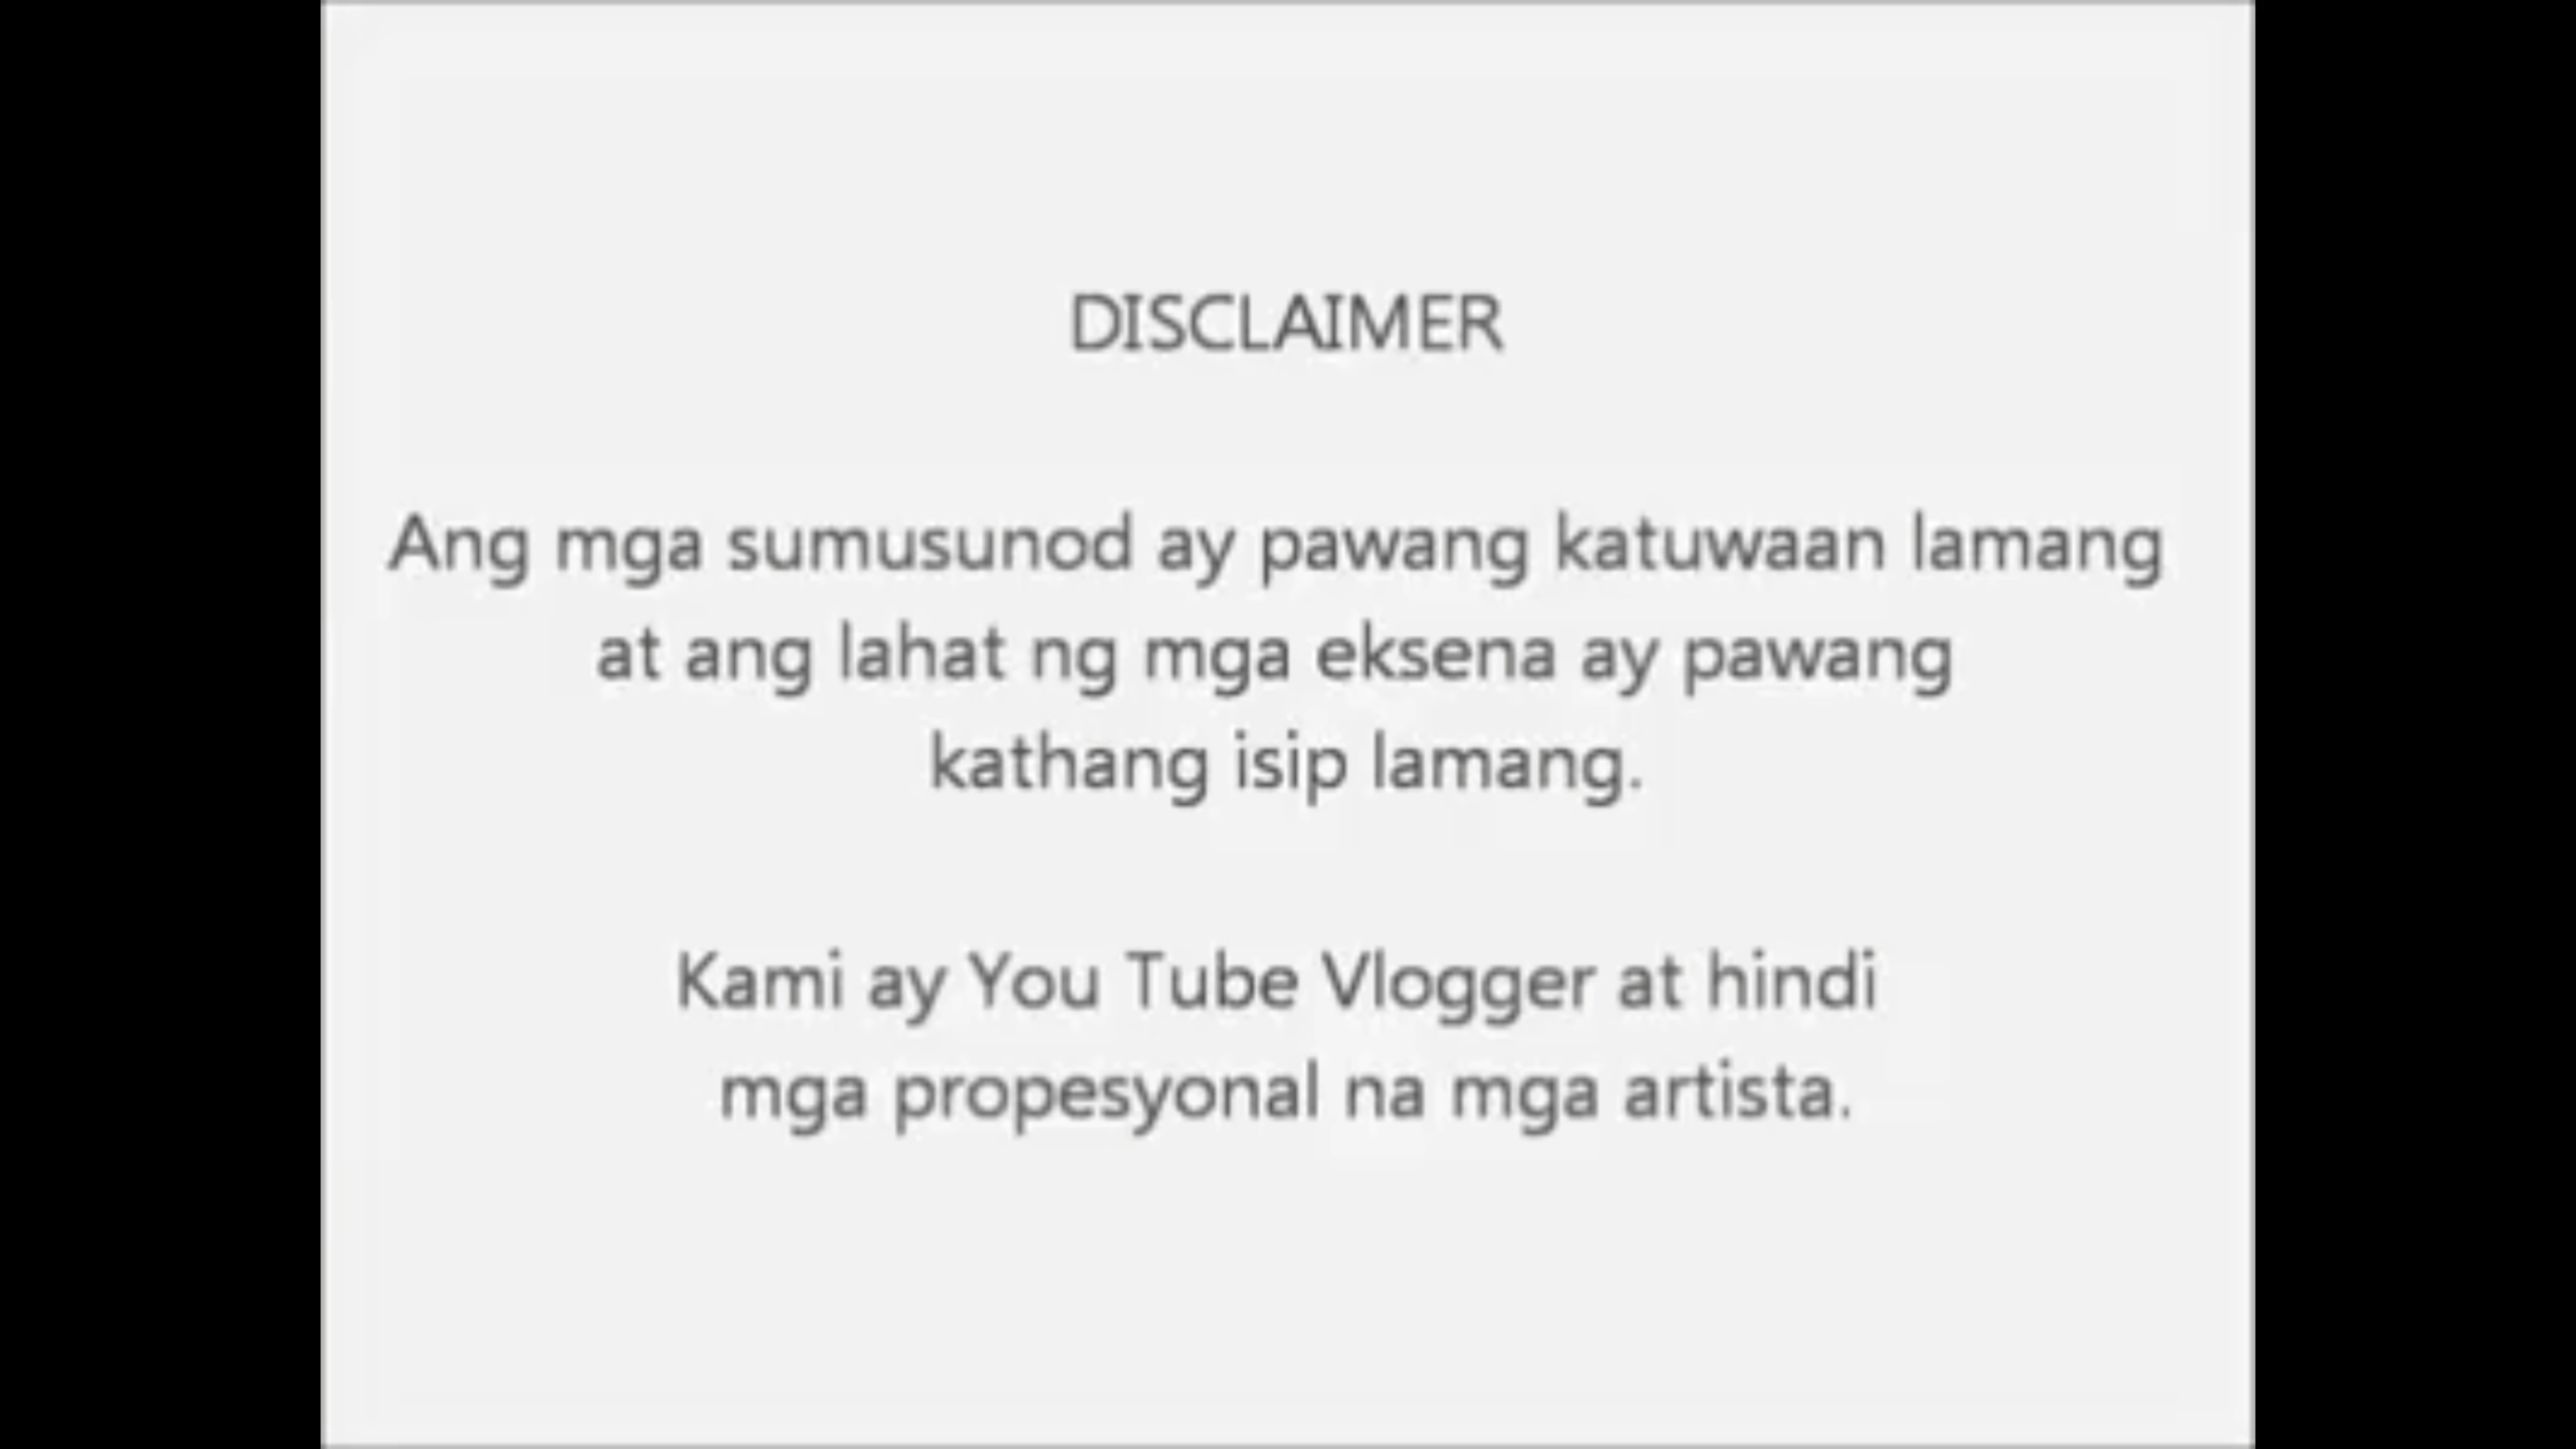 DISCLAIMER
Ang mga sumusunod ay pawang katuwaan lamang
at ang lahat ng mga eksena ay pawang
kathang isip lamang.
Kami ay You Tube Vlogger at hindi
mga propesyonal na mga artista.